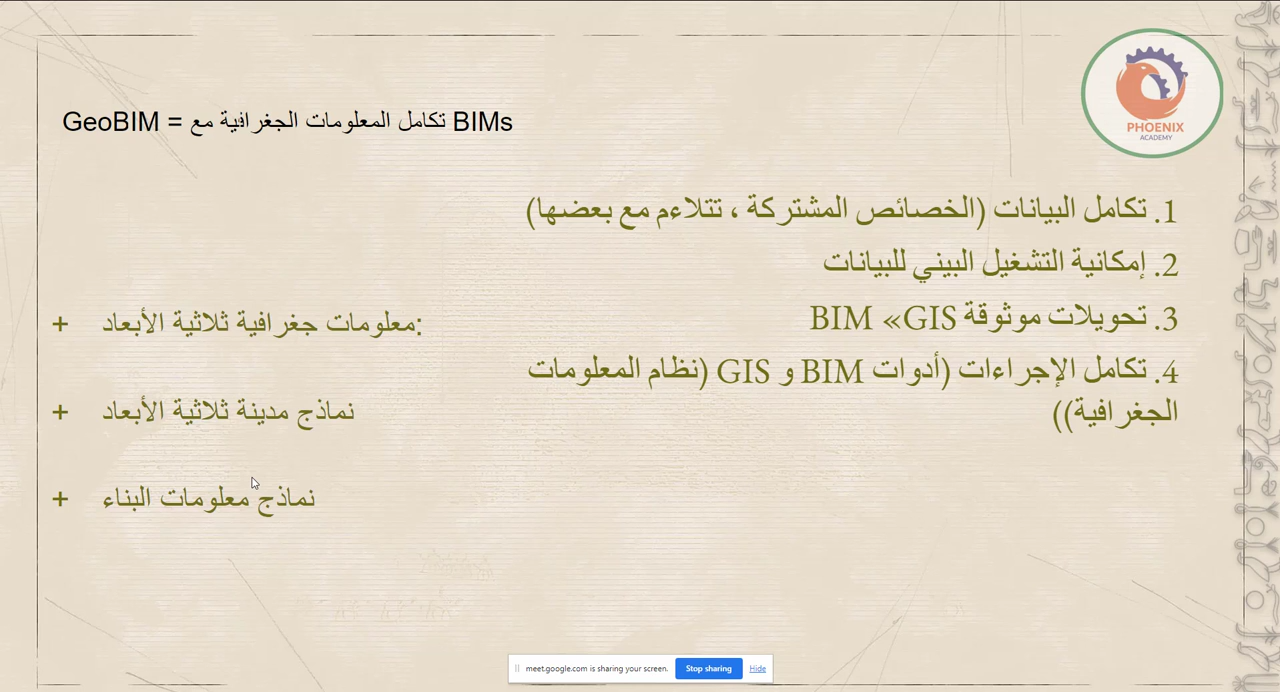 GeoBIM = تكامل المعلومات الجغرافية مع BIMs
PHOENIX
ACADEMY
1. تكامل البيانات (الخصائص المشتركة ، تتلاءم مع بعضها)
2. إمكانية التشغيل البيني للبيانات
3. تحويلات موثوقة BIM «GIS
4. تكامل الإجراءات (أدوات BIM و GIS (نظام المعلومات
الجغرافية))
+ معلومات جغرافية ثلاثية الأبعاد:
+ نماذج مدينة ثلاثية الأبعاد
+ نماذج معلومات البناء
meet.google.com is sharing your screen. Stop sharing Hide